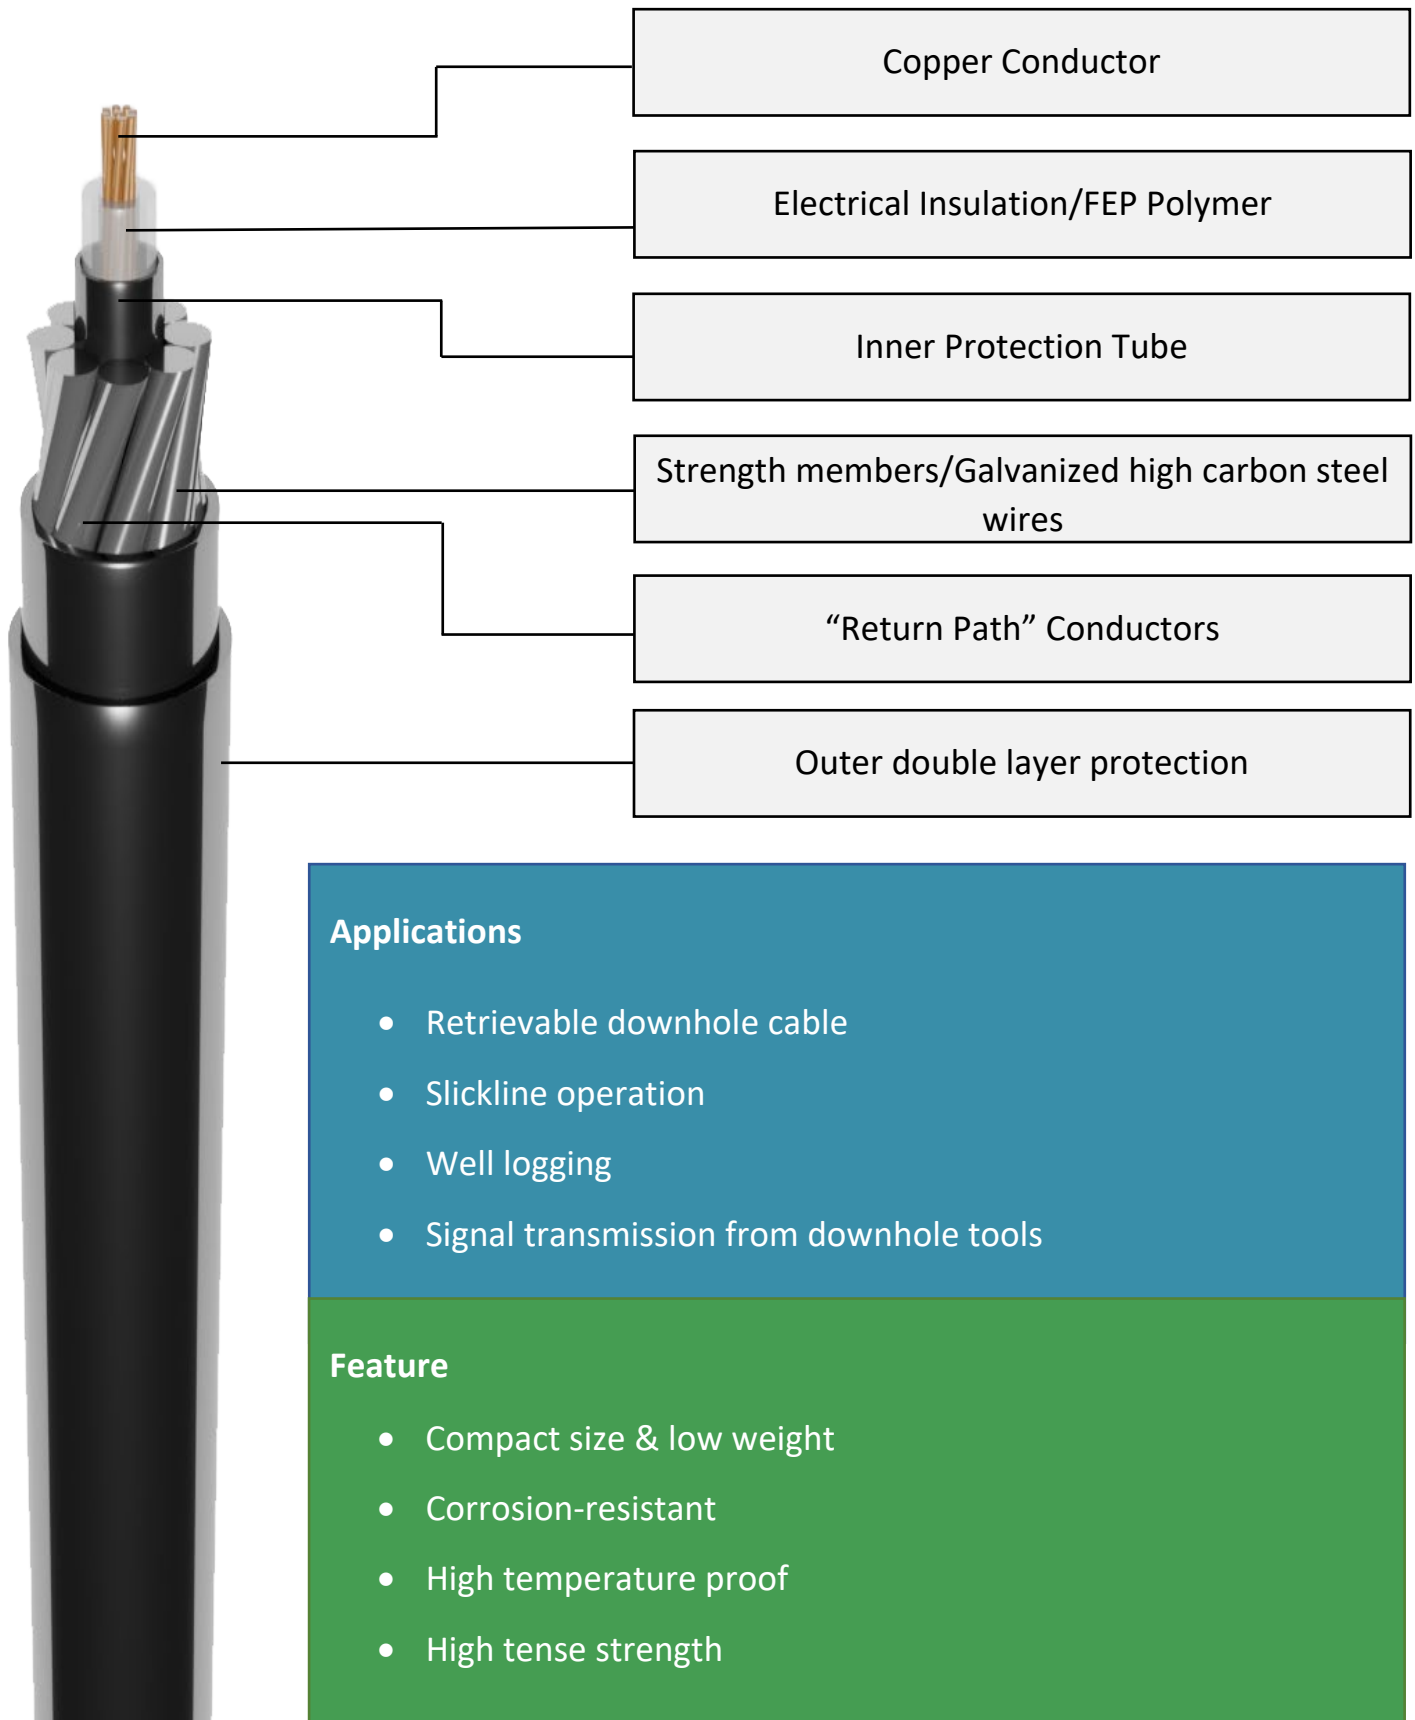 Copper Conductor
Electrical Insulation/FEP Polymer
Inner Protection Tube
Strength members/Galvanized high carbon steel
wires
“Return Path” Conductors
Outer double layer protection
Applications
• Retrievable downhole cable
• Slickline operation
• Well logging
• Signal transmission from downhole tools
Feature
• Compact size & low weight
• Corrosion-resistant
• High temperature proof
• High tense strength